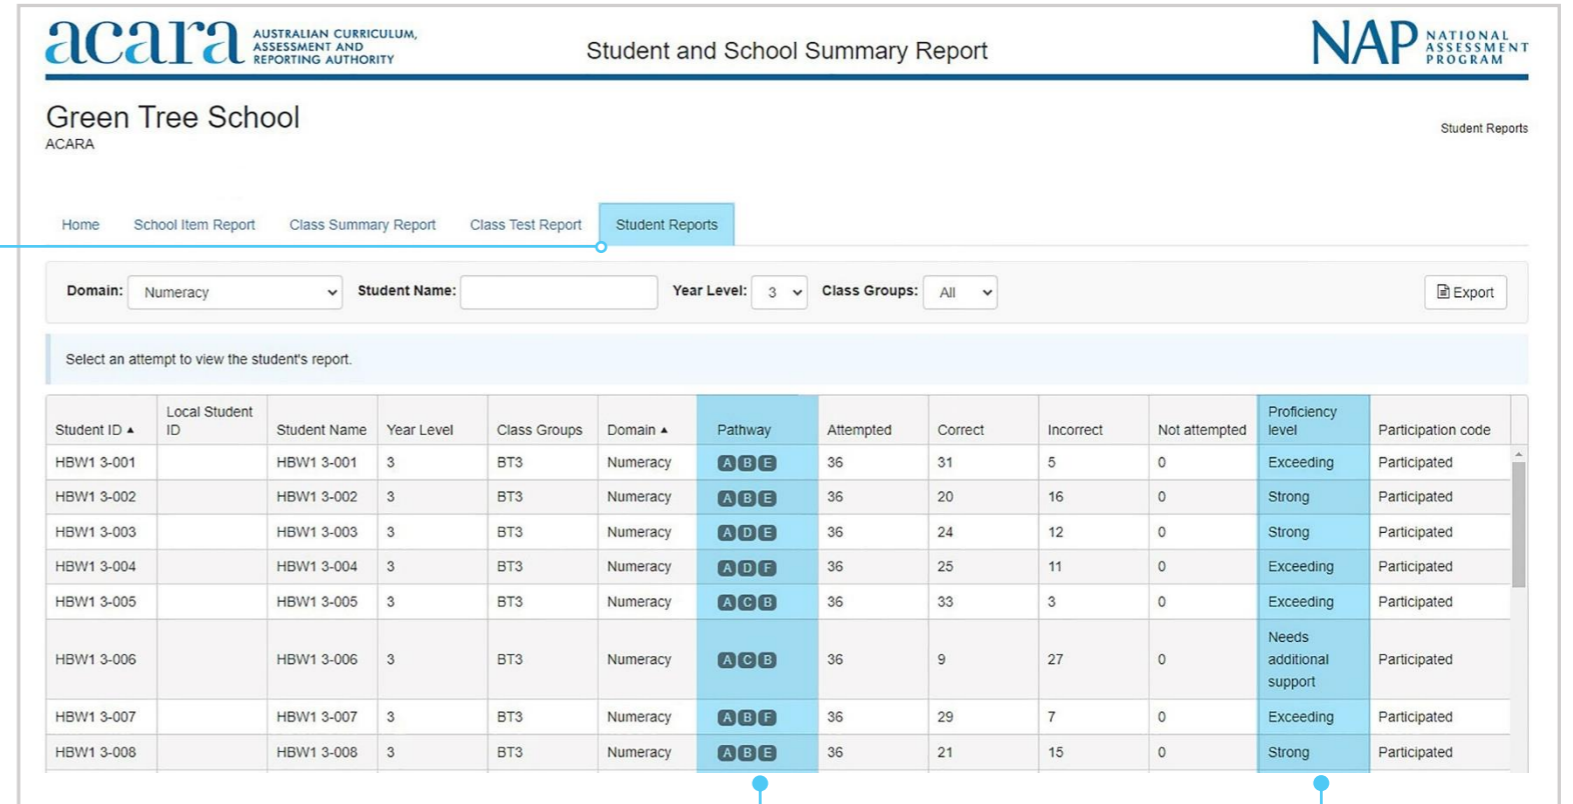 acara AUSTRALIAN CURRICULUM,
ASSESSMENT AND
REPORTING AUTHORITY
Student and School Summary Report
NAP NATIONAL
ASSESSMENT
PROGRAM
Green Tree School
ACARA
Student Reports
Home School Item Report Class Summary Report Class Test Report Student Reports
Domain: Numeracy Student Name: Year Level: 3 Class Groups: All Export
Select an attempt to view the student's report.
Student ID ▲ Local Student ID Student Name Year Level Class Groups Domain ▲ Pathway Attempted Correct Incorrect Not attempted Proficiency level Participation code
HBW1 3-001 HBW1 3-001 3 BT3 Numeracy A B E 36 31 5 0 Exceeding Participated
HBW1 3-002 HBW1 3-002 3 BT3 Numeracy A B E 36 20 16 0 Strong Participated
HBW1 3-003 HBW1 3-003 3 BT3 Numeracy A D E 36 24 12 0 Strong Participated
HBW1 3-004 HBW1 3-004 3 BT3 Numeracy A D F 36 25 11 0 Exceeding Participated
HBW1 3-005 HBW1 3-005 3 BT3 Numeracy A C B 36 33 3 0 Exceeding Participated
HBW1 3-006 HBW1 3-006 3 BT3 Numeracy A C B 36 9 27 0 Needs additional support Participated
HBW1 3-007 HBW1 3-007 3 BT3 Numeracy A B F 36 29 7 0 Exceeding Participated
HBW1 3-008 HBW1 3-008 3 BT3 Numeracy A B E 36 21 15 0 Strong Participated